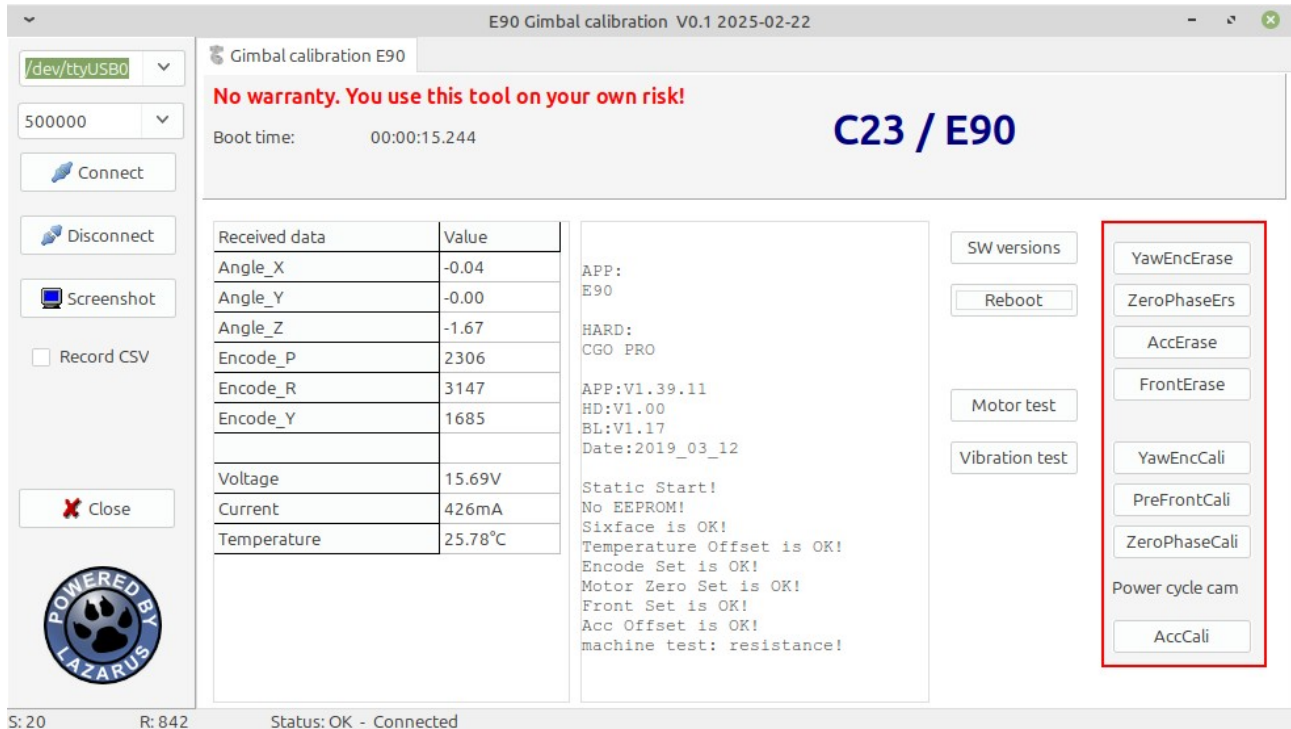 E90 Gimbal calibration V0.1 2025-02-22
/dev/ttyUSB0
500000
Connect
Disconnect
Screenshot
Record CSV
Close
POWERED BY
LAZARUS
Gimbal calibration E90
No warranty. You use this tool on your own risk!
Boot time: 00:00:15.244
C23 / E90
Received data Value
Angle_X -0.04
Angle_Y -0.00
Angle_Z -1.67
Encode_P 2306
Encode_R 3147
Encode_Y 1685
Voltage 15.69V
Current 426mA
Temperature 25.78°C
APP:
E90
HARD:
CGO PRO
APP:V1.39.11
HD:V1.00
BL:V1.17
Date:2019_03_12
Static Start!
No EEPROM!
Sixface is OK!
Temperature Offset is OK!
Encode Set is OK!
Motor Zero Set is OK!
Front Set is OK!
Acc Offset is OK!
machine test: resistance!
SW versions
Reboot
Motor test
Vibration test
YawEncErase
ZeroPhaseErs
AccErase
FrontErase
YawEncCali
PreFrontCali
ZeroPhaseCali
Power cycle cam
AccCali
S: 20 R: 842 Status: OK - Connected